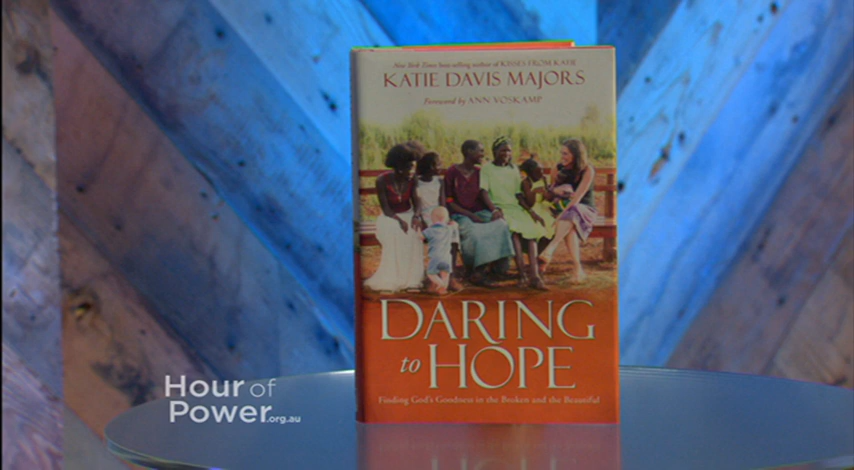 New York Times best-selling author of KISSES FROM KATIE
KATIE DAVIS MAJORS
Foreword by ANN VOSKAMP
DARING
to HOPE
Finding God's Goodness in the Broken and the Beautiful
Hour of
Power.org.au